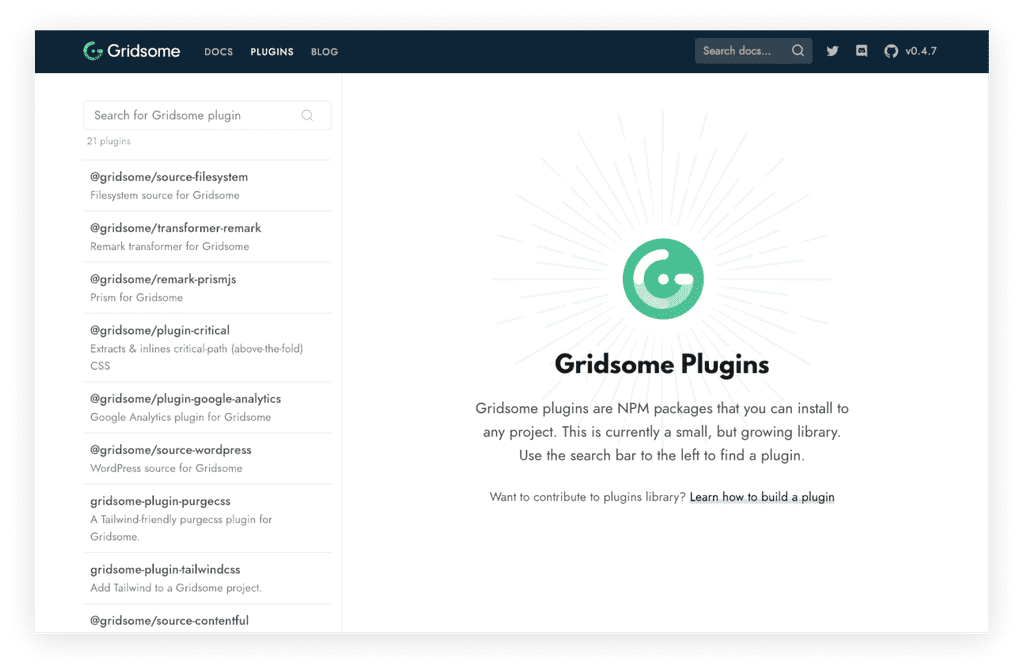 Gridsome DOCS PLUGINS BLOG Search docs... v0.4.7
Search for Gridsome plugin
21 plugins
@gridsome/source-filesystem
Filesystem source for Gridsome
@gridsome/transformer-remark
Remark transformer for Gridsome
@gridsome/remark-prismjs
Prism for Gridsome
@gridsome/plugin-critical
Extracts & inlines critical-path (above-the-fold)
CSS
@gridsome/plugin-google-analytics
Google Analytics plugin for Gridsome
@gridsome/source-wordpress
WordPress source for Gridsome
gridsome-plugin-purgecss
A Tailwind-friendly purgecss plugin for
Gridsome.
gridsome-plugin-tailwindcss
Add Tailwind to a Gridsome project.
@gridsome/source-contentful
Gridsome Plugins
Gridsome plugins are NPM packages that you can install to
any project. This is currently a small, but growing library.
Use the search bar to the left to find a plugin.
Want to contribute to plugins library? Learn how to build a plugin